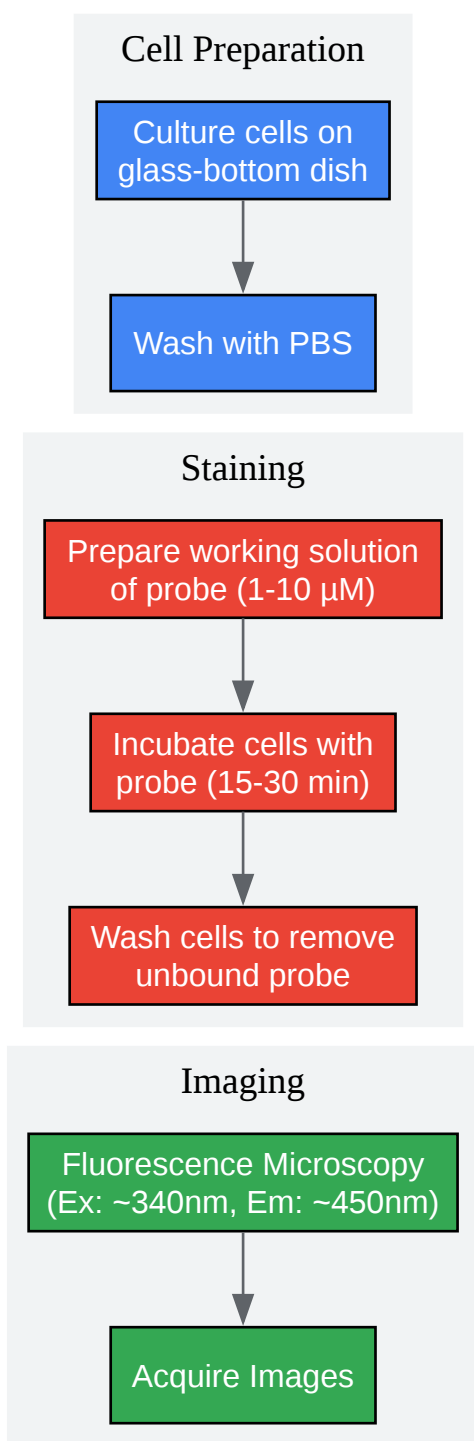 Cell Preparation
Culture cells on
glass-bottom dish
Wash with PBS
Staining
Prepare working solution
of probe (1-10 µM)
Incubate cells with
probe (15-30 min)
Wash cells to remove
unbound probe
Imaging
Fluorescence Microscopy
(Ex: ~340nm, Em: ~450nm)
Acquire Images